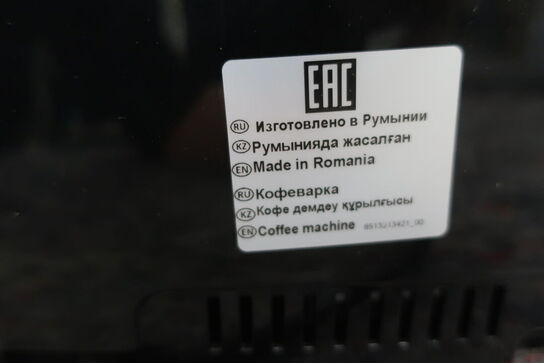 EAC
RU Изготовлено в Румынии
KZ Румынияда жасалған
EN Made in Romania
RU Кофеварка
KZ Кофе демдеу құрылғысы
EN Coffee machine